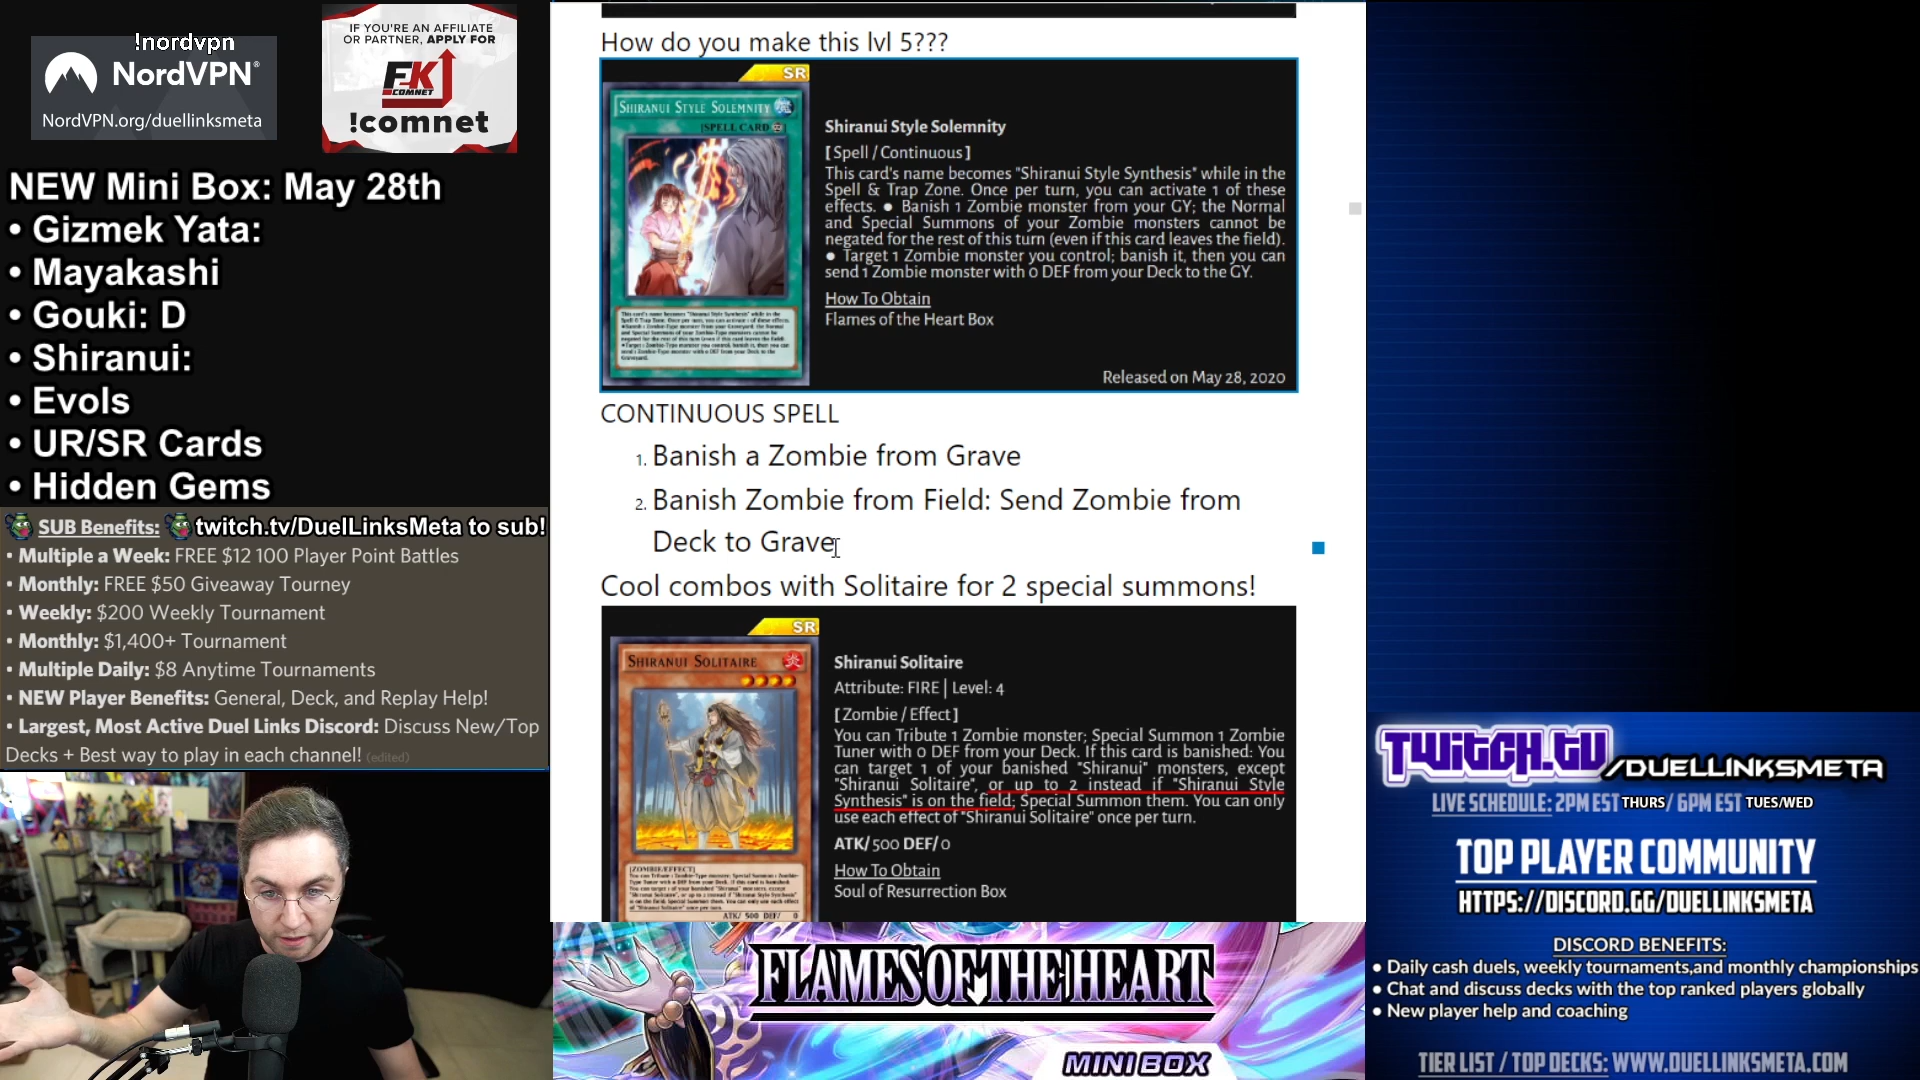 !nordvpn
NordVPN®
NordVPN.org/duellinksmeta
IF YOU'RE AN AFFILIATE
OR PARTNER, APPLY FOR
COMNET
!comnet
NEW Mini Box: May 28th
• Gizmek Yata:
• Mayakashi
• Gouki: D
• Shiranui:
• Evols
• UR/SR Cards
• Hidden Gems
SUB Benefits: twitch.tv/DuelLinksMeta to sub!
• Multiple a Week: FREE $12 100 Player Point Battles
• Monthly: FREE $50 Giveaway Tourney
• Weekly: $200 Weekly Tournament
• Monthly: $1,400+ Tournament
• Multiple Daily: $8 Anytime Tournaments
• NEW Player Benefits: General, Deck, and Replay Help!
• Largest, Most Active Duel Links Discord: Discuss New/Top
Decks + Best way to play in each channel! (edited)
How do you make this lvl 5???
SR
SHIRANUI STYLE SOLEMNITY
[SPELL CARD]
Shiranui Style Solemnity
[ Spell / Continuous ]
This card's name becomes "Shiranui Style Synthesis" while in the
Spell & Trap Zone. Once per turn, you can activate 1 of these
effects. ● Banish 1 Zombie monster from your GY; the Normal
and Special Summons of your Zombie monsters cannot be
negated for the rest of this turn (even if this card leaves the field).
● Target 1 Zombie monster you control; banish it, then you can
send 1 Zombie monster with 0 DEF from your Deck to the GY.
How To Obtain
Flames of the Heart Box
Released on May 28, 2020
CONTINUOUS SPELL
1. Banish a Zombie from Grave
2. Banish Zombie from Field: Send Zombie from
Deck to Grave
Cool combos with Solitaire for 2 special summons!
SR
SHIRANUI SOLITAIRE
[ZOMBIE/EFFECT]
ATK/ 500 DEF/ 0
Shiranui Solitaire
Attribute: FIRE | Level: 4
[ Zombie / Effect ]
You can Tribute 1 Zombie monster; Special Summon 1 Zombie
Tuner with 0 DEF from your Deck. If this card is banished: You
can target 1 of your banished "Shiranui" monsters, except
"Shiranui Solitaire", or up to 2 instead if "Shiranui Style
Synthesis" is on the field; Special Summon them. You can only
use each effect of "Shiranui Solitaire" once per turn.
ATK/ 500 DEF/ 0
How To Obtain
Soul of Resurrection Box
FLAMES OF THE HEART
MINI BOX
TWITCH.TV/DUELLINKSMETA
LIVE SCHEDULE: 2PM EST THURS / 6PM EST TUES/WED
TOP PLAYER COMMUNITY
HTTPS://DISCORD.GG/DUELLINKSMETA
DISCORD BENEFITS:
• Daily cash duels, weekly tournaments,and monthly championships
• Chat and discuss decks with the top ranked players globally
• New player help and coaching
TIER LIST / TOP DECKS: WWW.DUELLINKSMETA.COM